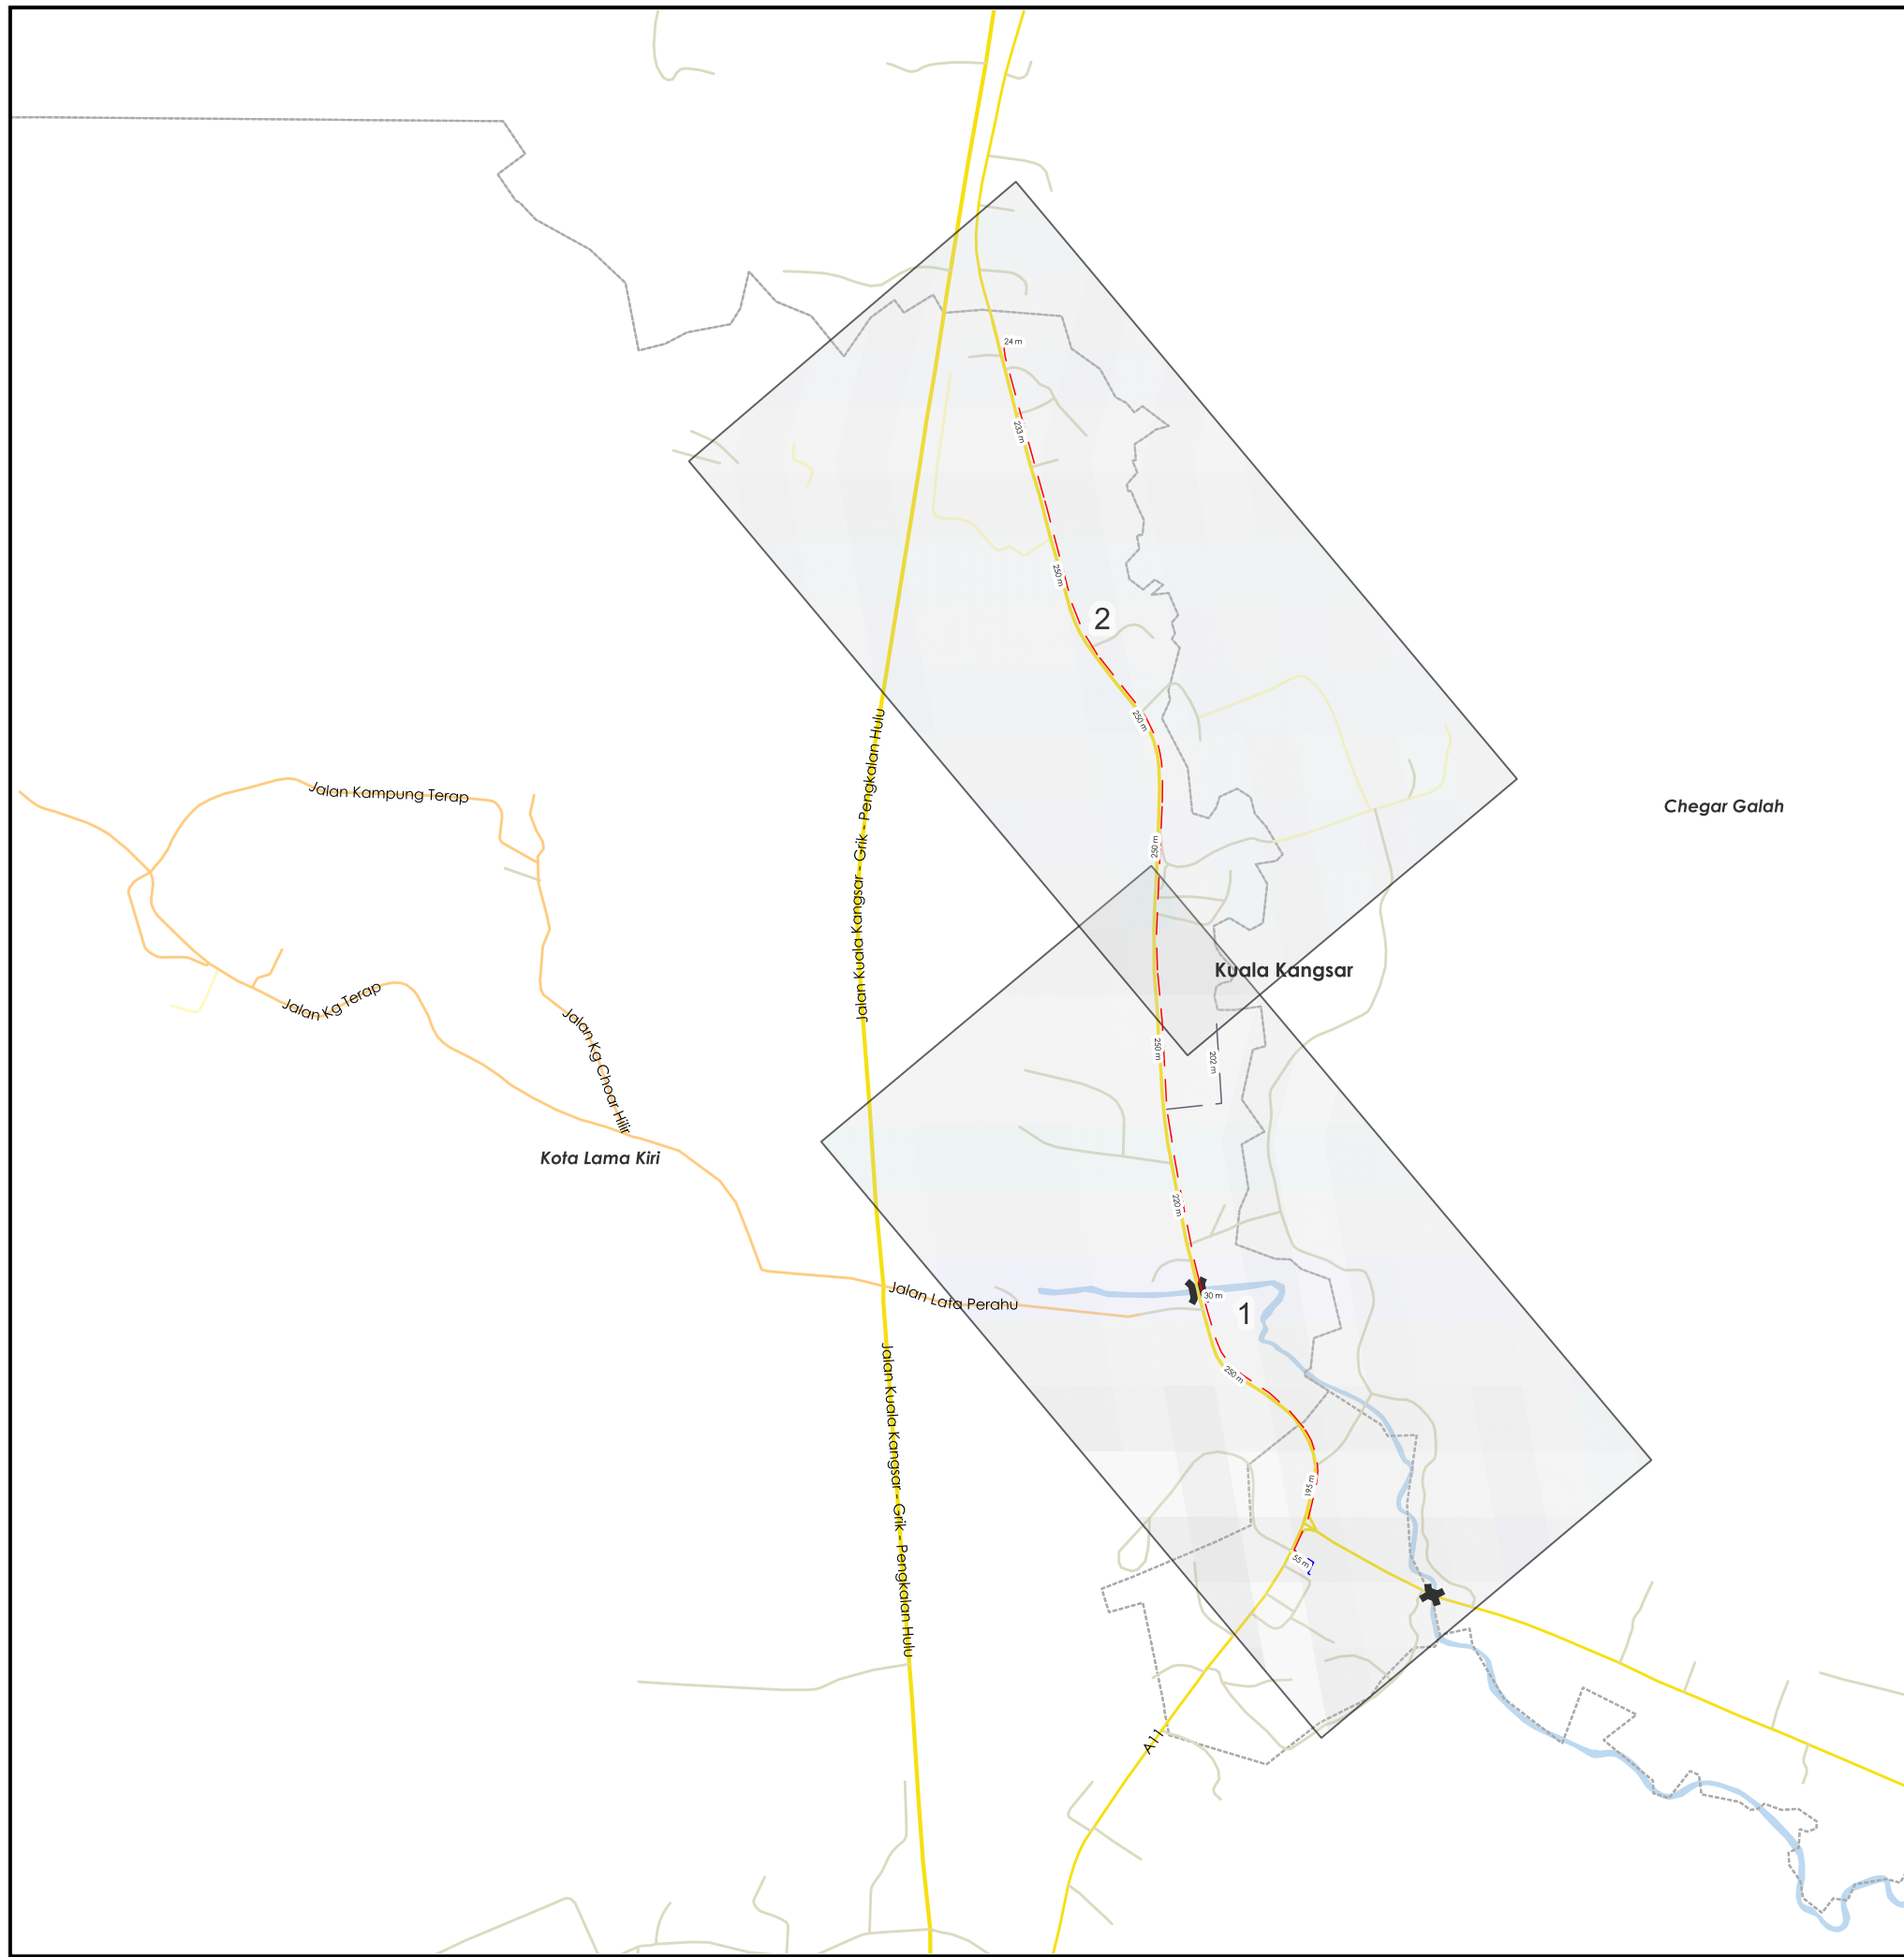 24 m
233 m
250 m
2
250 m
Jalan Kuala Kangsar - Grik - Pengkalan Hulu
Jalan Kampung Terap
Chegar Galah
250 m
Kuala Kangsar
Jalan Kg Terap
Jalan Kg Choar Hilir
250 m
202 m
Kota Lama Kiri
220 m
Jalan Lata Perahu
30 m
1
250 m
Jalan Kuala Kangsar - Grik - Pengkalan Hulu
195 m
55 m
A11